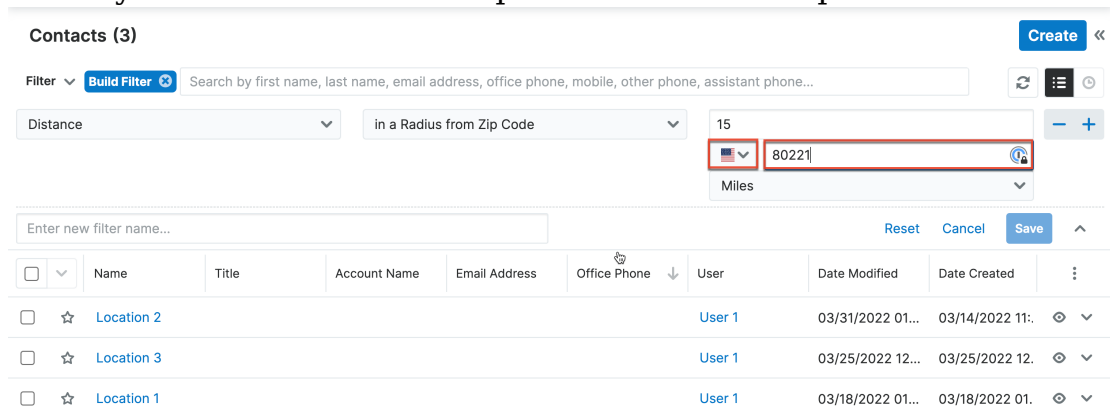 Contacts (3)
Create «
Filter Build Filter Search by first name, last name, email address, office phone, mobile, other phone, assistant phone...
Distance in a Radius from Zip Code 15
80221
Miles
Enter new filter name... Reset Cancel Save
Name Title Account Name Email Address Office Phone User Date Modified Date Created
Location 2 User 1 03/31/2022 01... 03/14/2022 11:.
Location 3 User 1 03/25/2022 12... 03/25/2022 12.
Location 1 User 1 03/18/2022 01... 03/18/2022 01.